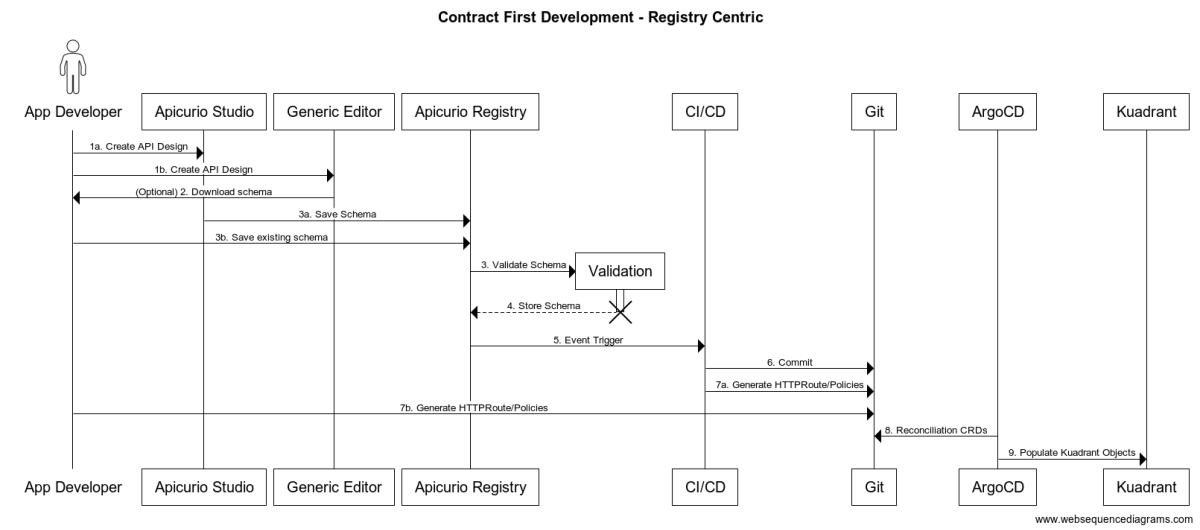 Contract First Development - Registry Centric
App Developer
Apicurio Studio
Generic Editor
Apicurio Registry
CI/CD
Git
ArgoCD
Kuadrant
1a. Create API Design
1b. Create API Design
(Optional) 2. Download schema
3a. Save Schema
3b. Save existing schema
3. Validate Schema
Validation
4. Store Schema
5. Event Trigger
6. Commit
7a. Generate HTTPRoute/Policies
7b. Generate HTTPRoute/Policies
8. Reconciliation CRDs
9. Populate Kuadrant Objects
App Developer
Apicurio Studio
Generic Editor
Apicurio Registry
CI/CD
Git
ArgoCD
Kuadrant
www.websequencediagrams.com